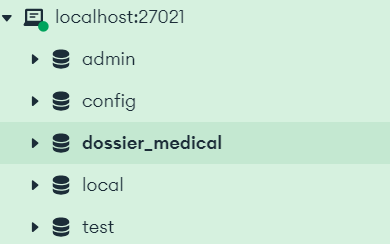 localhost:27021
admin
config
dossier_medical
local
test